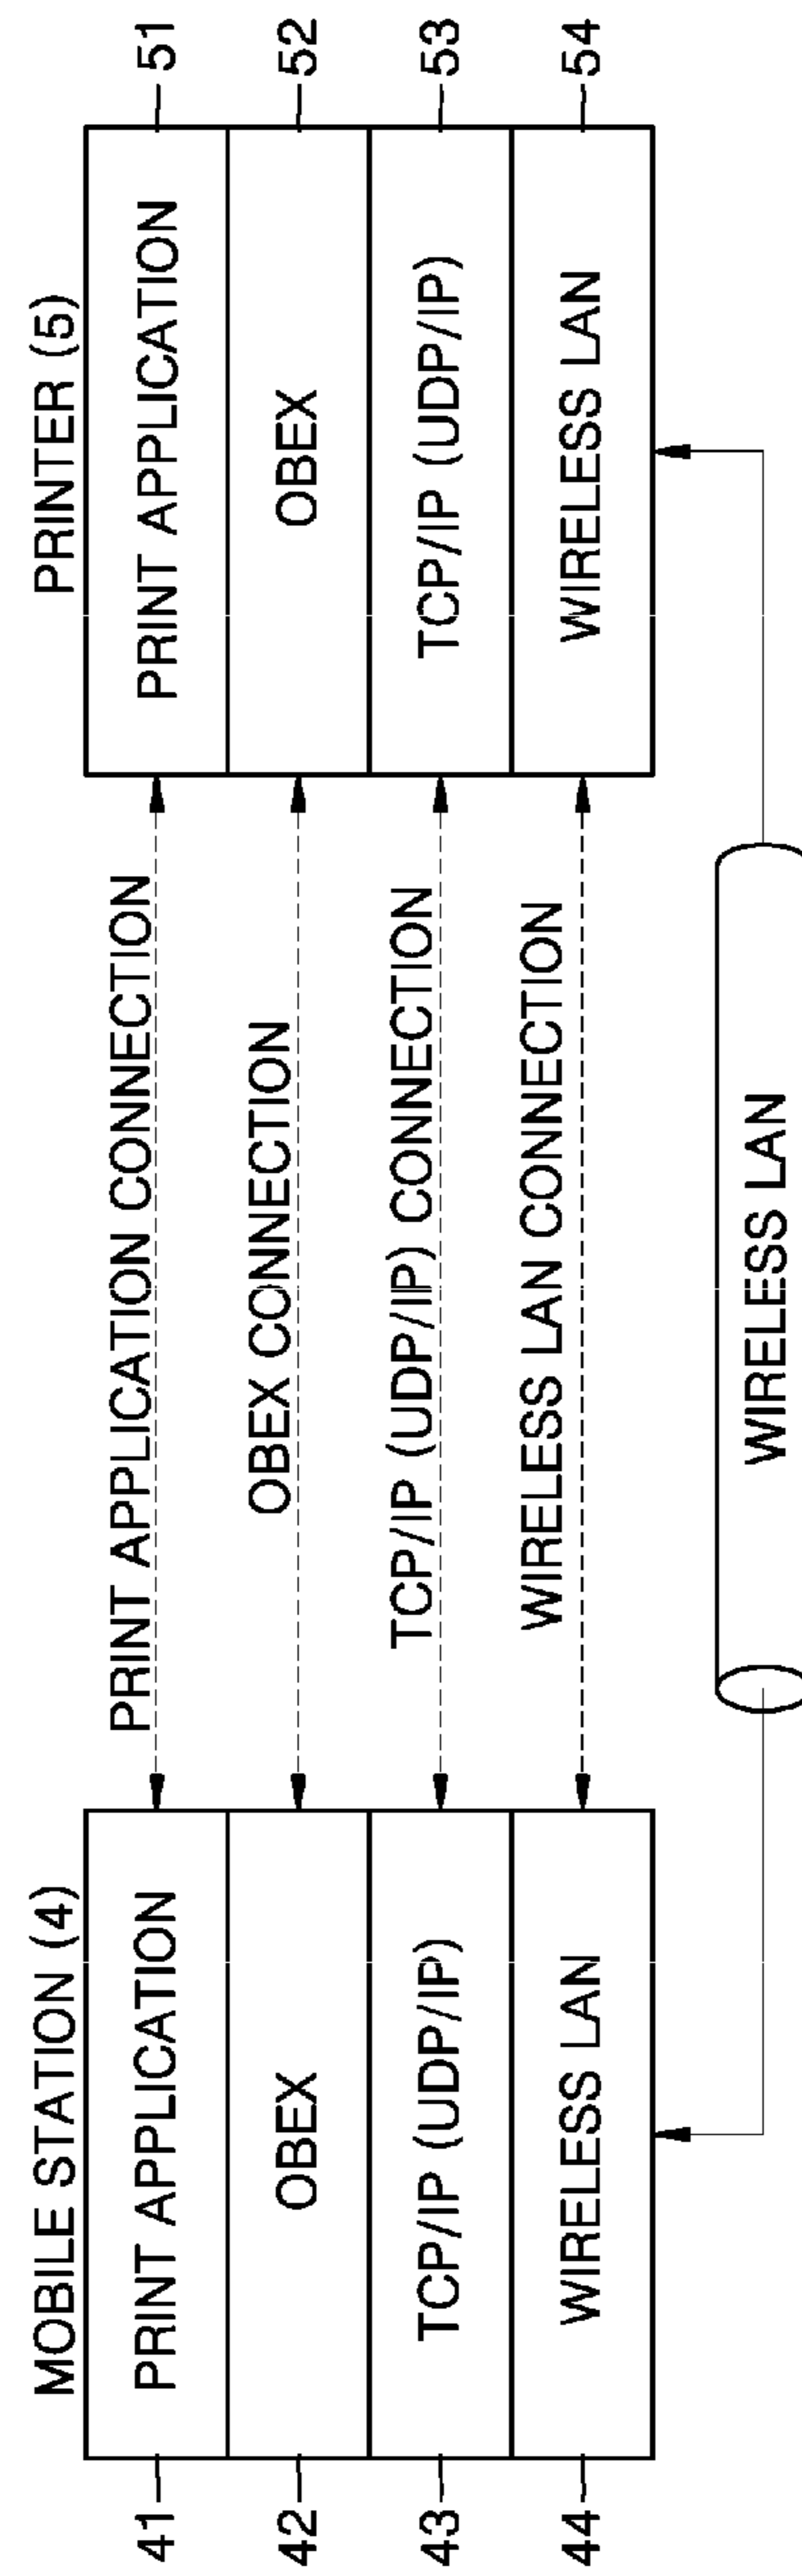 MOBILE STATION (4)
PRINTER (5)
41
PRINT APPLICATION
PRINT APPLICATION CONNECTION
PRINT APPLICATION
51
42
OBEX
OBEX CONNECTION
OBEX
52
43
TCP/IP (UDP/IP)
TCP/IP (UDP/IP) CONNECTION
TCP/IP (UDP/IP)
53
44
WIRELESS LAN
WIRELESS LAN CONNECTION
WIRELESS LAN
54
WIRELESS LAN